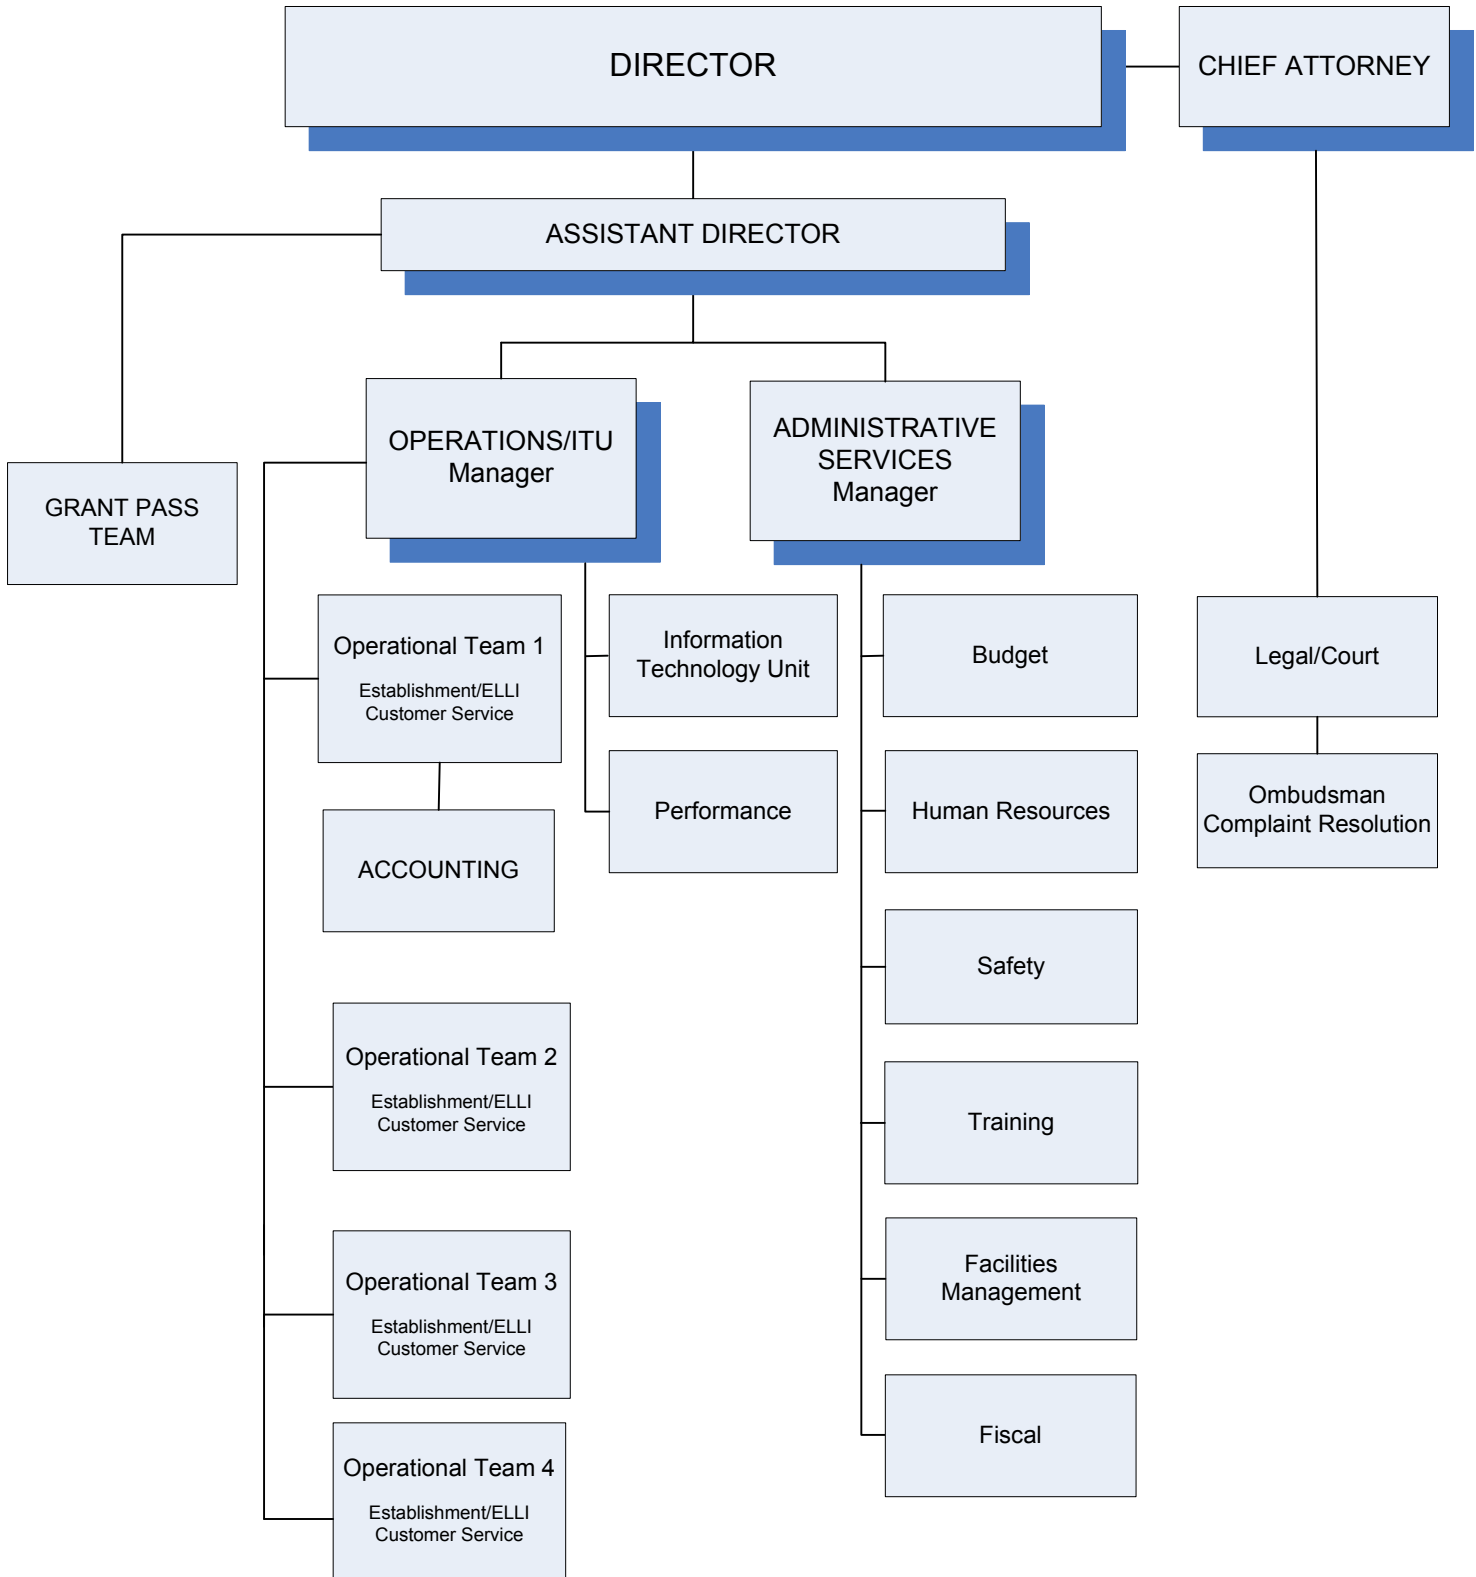 DIRECTOR
CHIEF ATTORNEY
ASSISTANT DIRECTOR
OPERATIONS/ITU
Manager
ADMINISTRATIVE
SERVICES
Manager
GRANT PASS
TEAM
Operational Team 1
Establishment/ELLI
Customer Service
Information
Technology Unit
Budget
Legal/Court
ACCOUNTING
Performance
Human Resources
Ombudsman
Complaint Resolution
Safety
Operational Team 2
Establishment/ELLI
Customer Service
Training
Operational Team 3
Establishment/ELLI
Customer Service
Facilities
Management
Fiscal
Operational Team 4
Establishment/ELLI
Customer Service